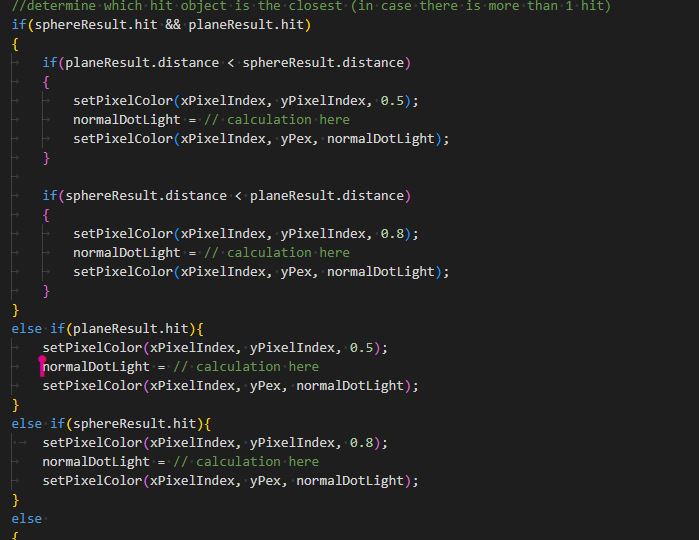 //determine which hit object is the closest (in case there is more than 1 hit)
if(sphereResult.hit && planeResult.hit)
{
if(planeResult.distance < sphereResult.distance)
{
setPixelColor(xPixelIndex, yPixelIndex, 0.5);
normalDotLight = // calculation here
setPixelColor(xPixelIndex, yPex, normalDotLight);
}
if(sphereResult.distance < planeResult.distance)
{
setPixelColor(xPixelIndex, yPixelIndex, 0.8);
normalDotLight = // calculation here
setPixelColor(xPixelIndex, yPex, normalDotLight);
}
}
else if(planeResult.hit){
setPixelColor(xPixelIndex, yPixelIndex, 0.5);
normalDotLight = // calculation here
setPixelColor(xPixelIndex, yPex, normalDotLight);
}
else if(sphereResult.hit){
setPixelColor(xPixelIndex, yPixelIndex, 0.8);
normalDotLight = // calculation here
setPixelColor(xPixelIndex, yPex, normalDotLight);
}
else
{